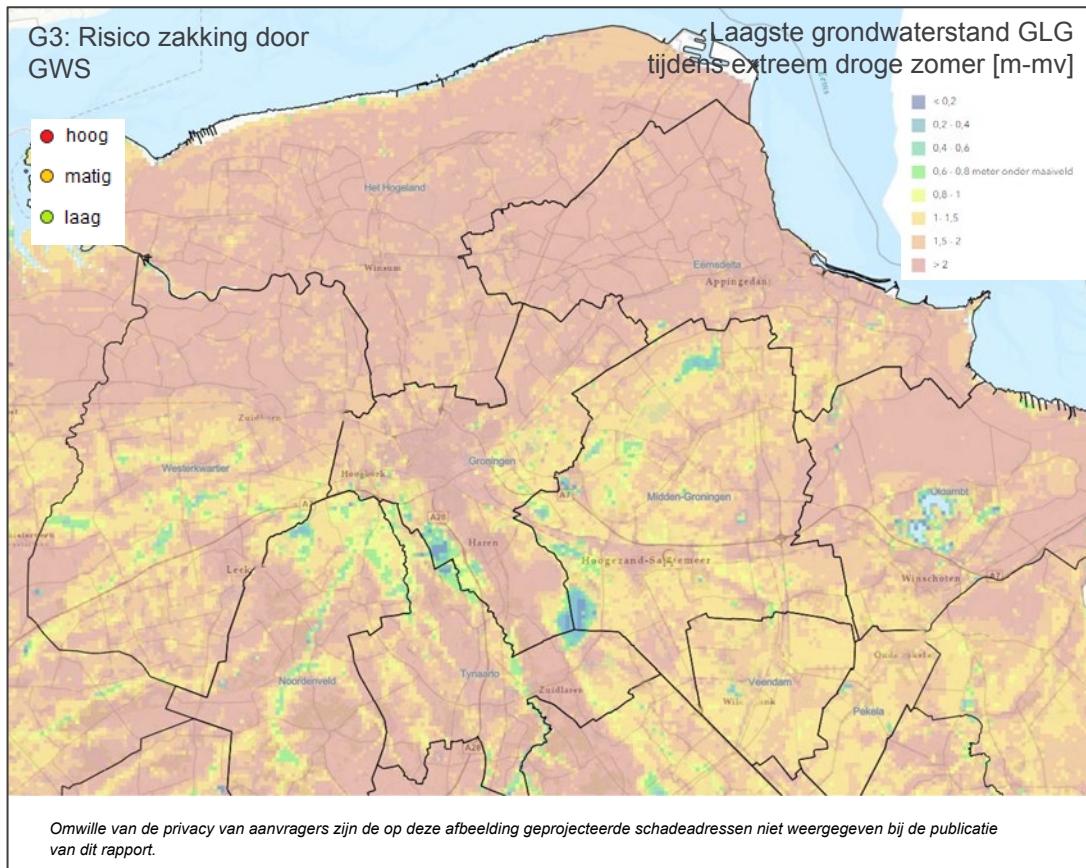 G3: Risico zakking door
GWS
Laagste grondwaterstand GLG
tijdens extreem droge zomer [m-mv]
hoog
matig
laag
< 0,2
0,2 - 0,4
0,4 - 0,6
0,6 - 0,8 meter onder maaiveld
0,8 - 1
1 - 1,5
1,5 - 2
> 2
Het Hogeland
Winsum
Eemsdelta
Appingedam
Zuidhorn
Westerkwartier
Hoogkerk
Groningen
A7
Midden-Groningen
Oldambt
A28
Haren
Leek
Hoogezand-Sappemeer
Winschoten
A7
Noordenveld
Tynaarlo
Zuidlaren
Veendam
Pekela
A28
Omwille van de privacy van aanvragers zijn de op deze afbeelding geprojecteerde schadeadressen niet weergegeven bij de publicatie
van dit rapport.